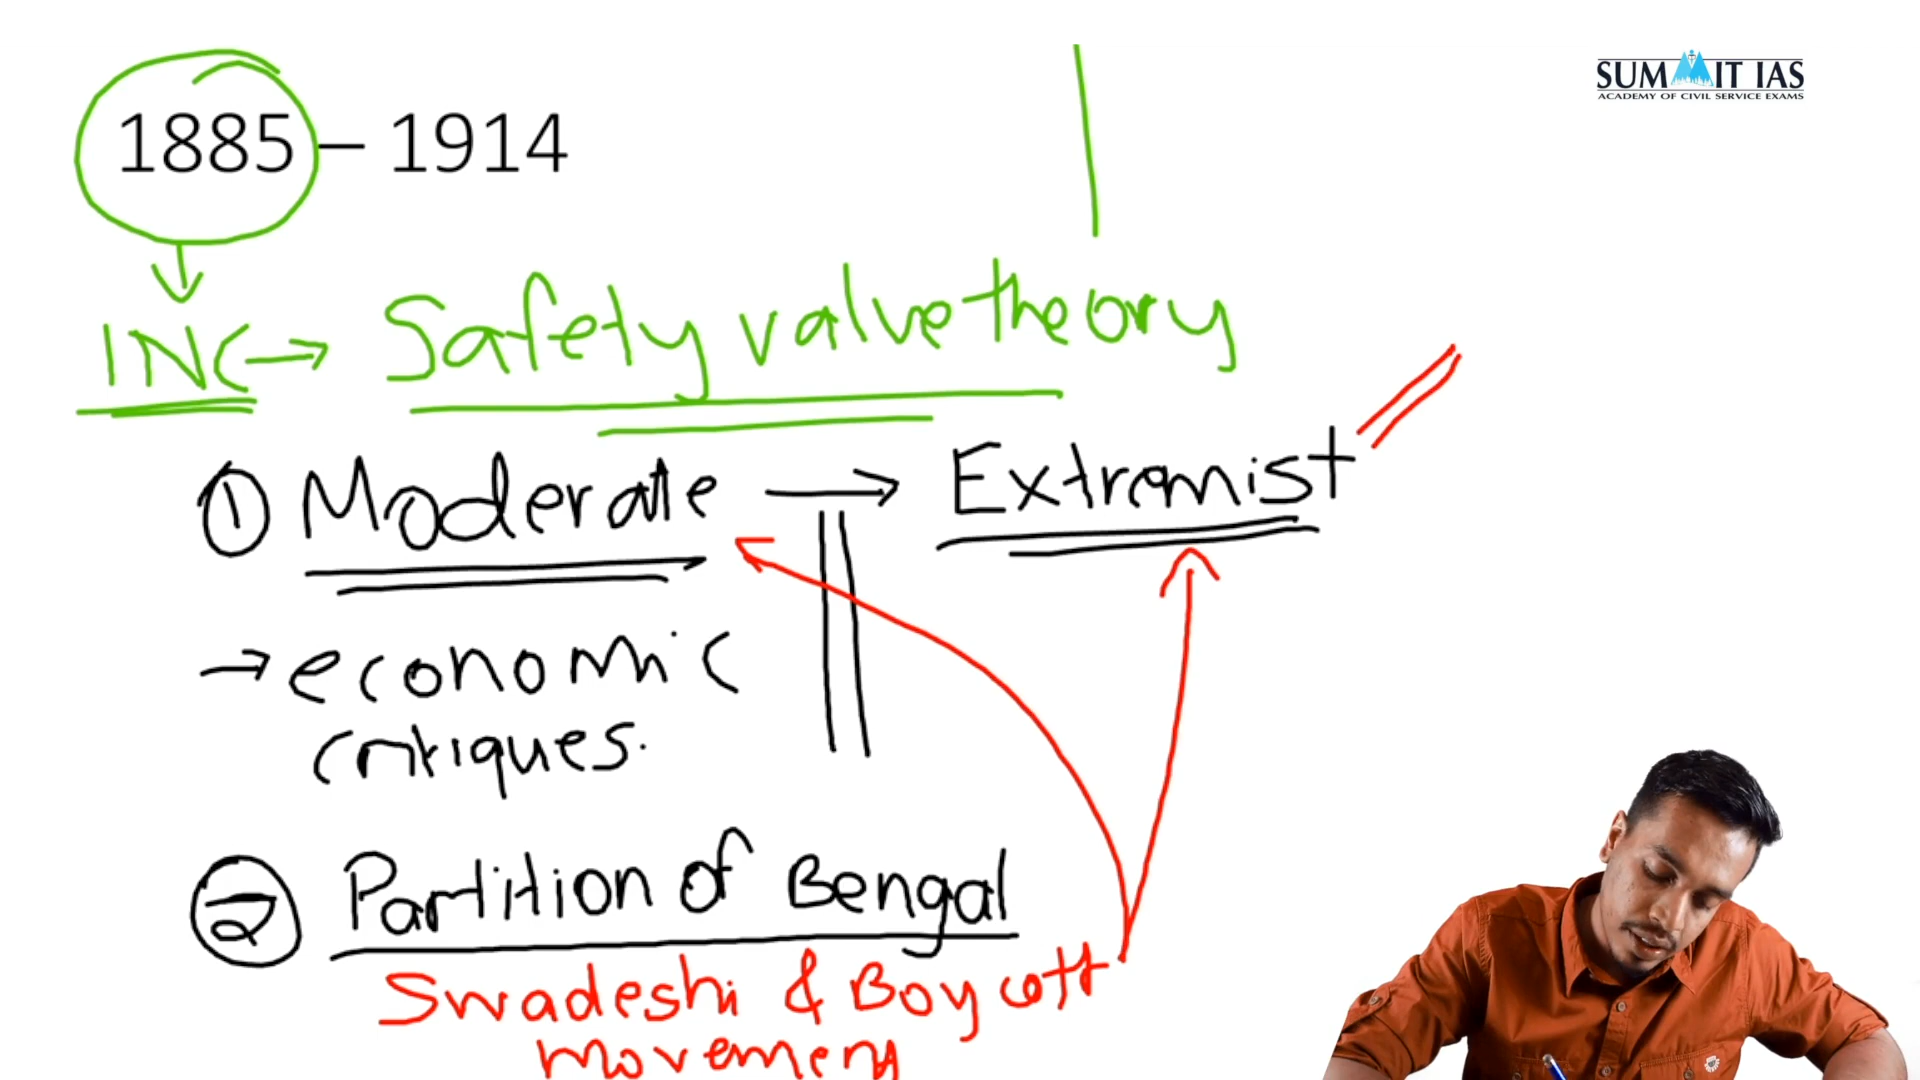 SUMMIT IAS
ACADEMY OF CIVIL SERVICE EXAMS
1885 – 1914
INC → Safety valve theory
① Moderate → Extremist
→ economic
critiques.
② Partition of Bengal
Swadeshi & Boycott
movement